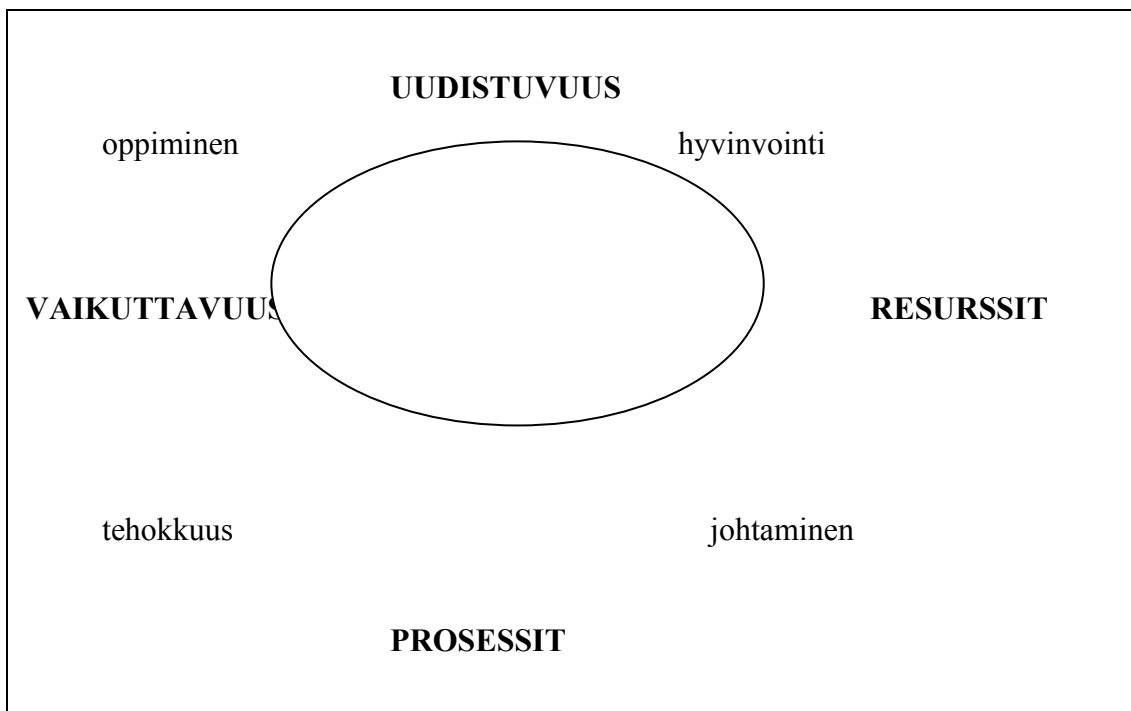 UUDISTUVUUS
oppiminen hyvinvointi
VAIKUTTAVUUS RESURSSIT
tehokkuus johtaminen
PROSESSIT